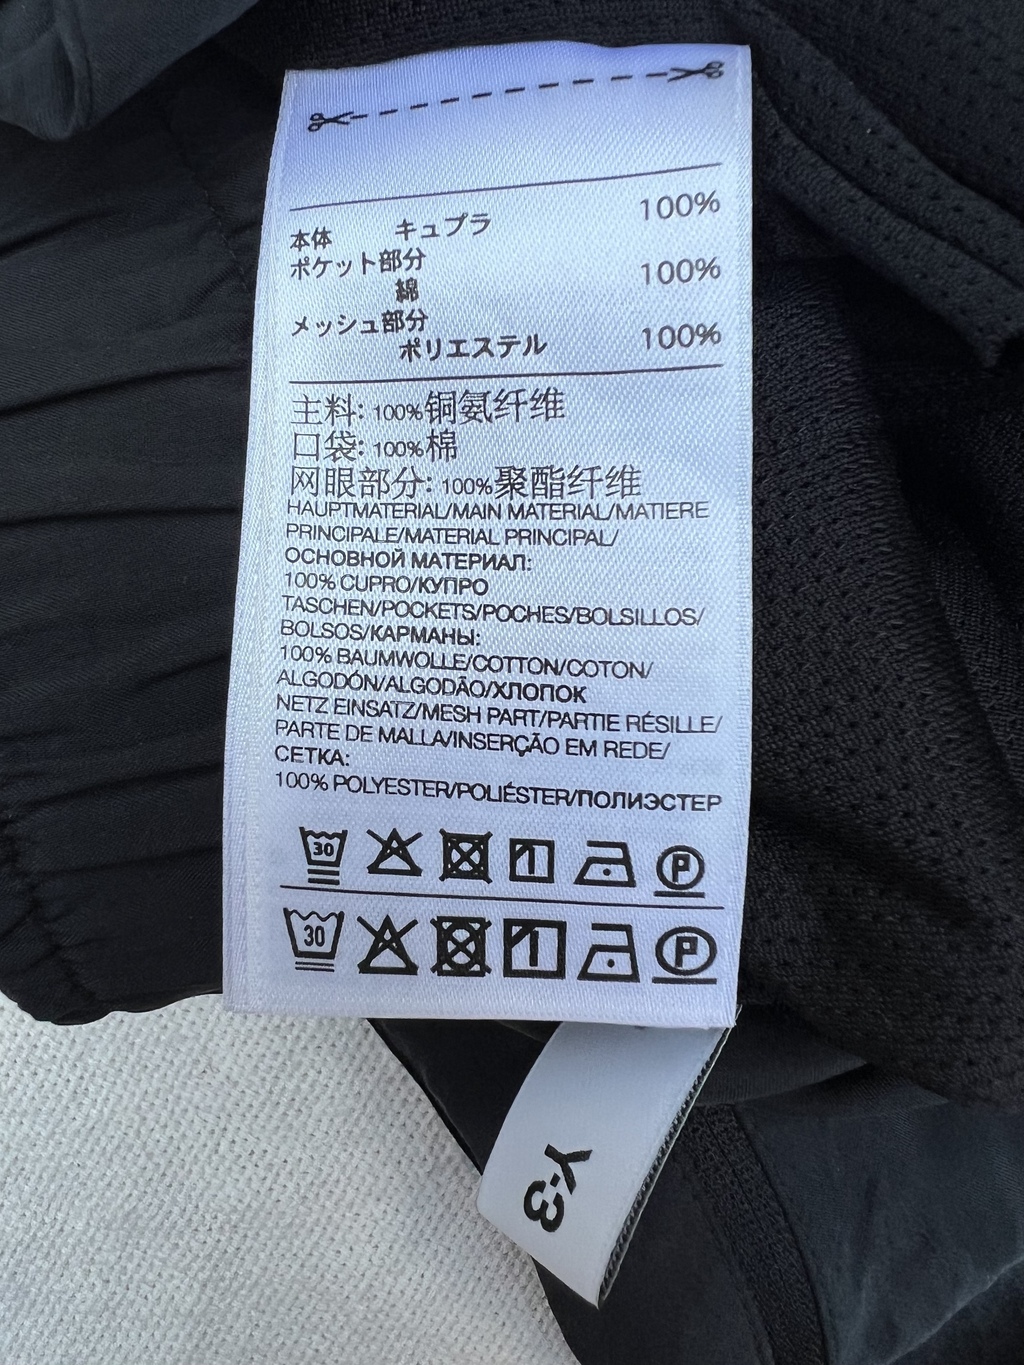 本体 キュプラ 100%
ポケット部分
綿 100%
メッシュ部分
ポリエステル 100%
主料: 100%铜氨纤维
口袋: 100%棉
网眼部分: 100%聚酯纤维
HAUPTMATERIAL/MAIN MATERIAL/MATIERE
PRINCIPALE/MATERIAL PRINCIPAL/
ОСНОВНОЙ МАТЕРИАЛ:
100% CUPRO/КУПРО
TASCHEN/POCKETS/POCHES/BOLSILLOS/
BOLSOS/КАРМАНЫ:
100% BAUMWOLLE/COTTON/COTON/
ALGODÓN/ALGODÃO/ХЛОПОК
NETZ EINSATZ/MESH PART/PARTIE RÉSILLE/
PARTE DE MALLA/INSERÇÃO EM REDE/
СЕТКА:
100% POLYESTER/POLIÉSTER/ПОЛИЭСТЕР
30 P
30 P
Y-3